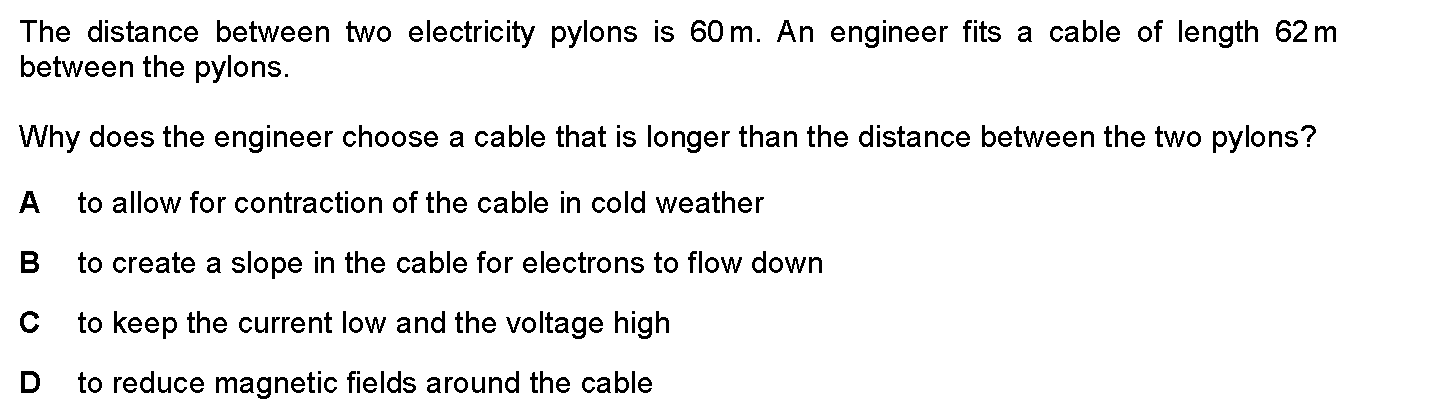 The distance between two electricity pylons is 60 m. An engineer fits a cable of length 62 m
between the pylons.
Why does the engineer choose a cable that is longer than the distance between the two pylons?
A to allow for contraction of the cable in cold weather
B to create a slope in the cable for electrons to flow down
C to keep the current low and the voltage high
D to reduce magnetic fields around the cable